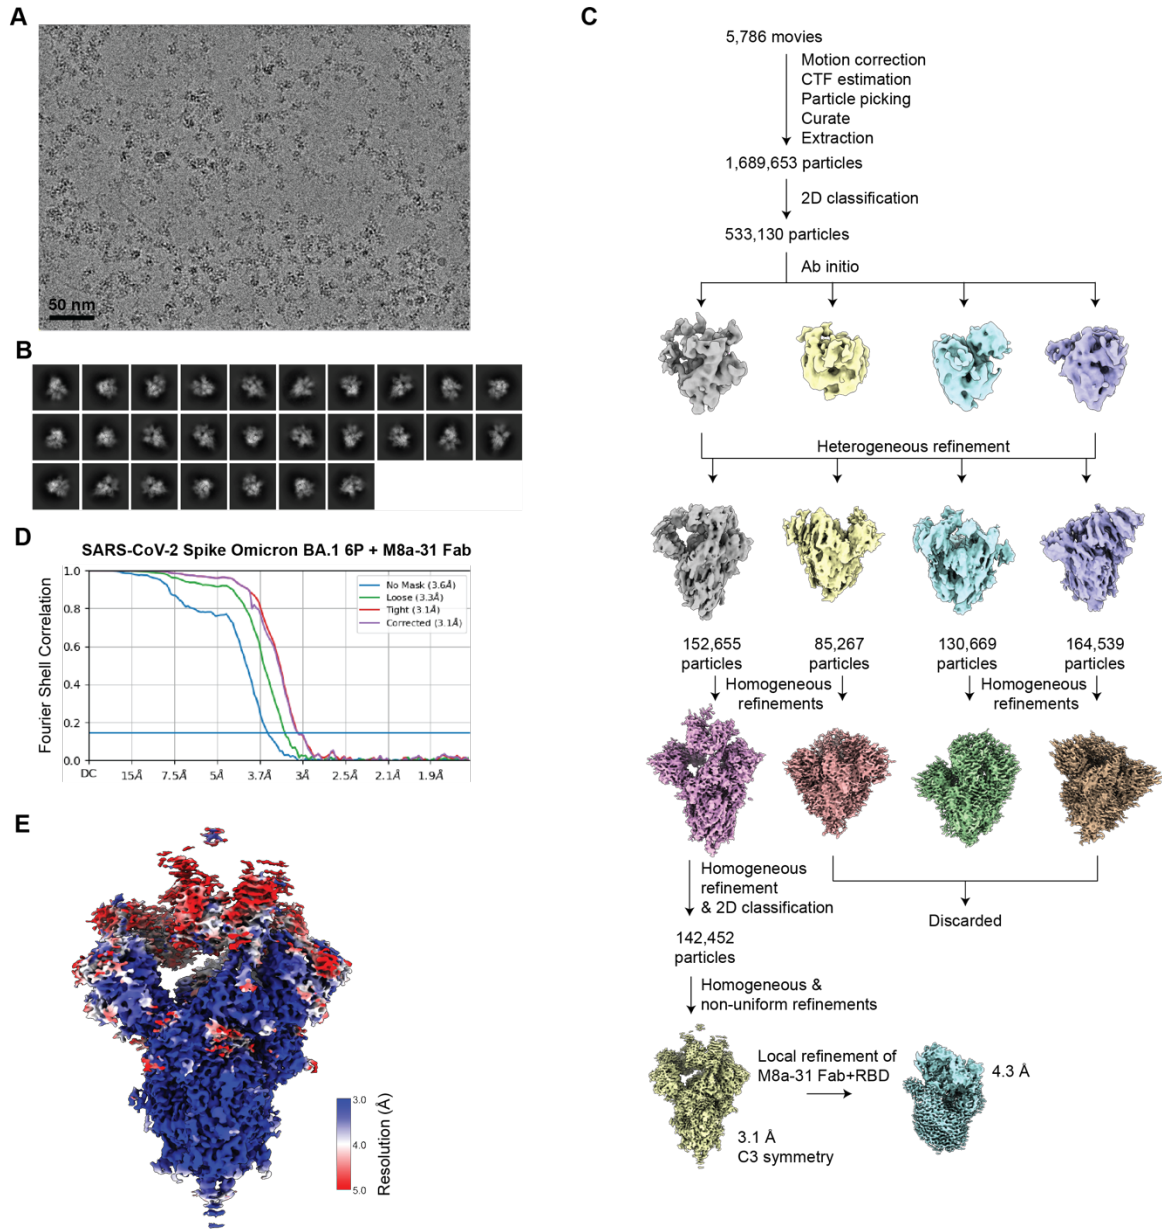 A
50 nm
B
D
SARS-CoV-2 Spike Omicron BA.1 6P + M8a-31 Fab
Fourier Shell Correlation
1.0
0.8
0.6
0.4
0.2
0.0
No Mask (3.6Å)
Loose (3.3Å)
Tight (3.1Å)
Corrected (3.1Å)
DC
15Å
7.5Å
5Å
3.7Å
3Å
2.5Å
2.1Å
1.9Å
E
3.0
4.0
5.0
Resolution (Å)
C
5,786 movies
Motion correction
CTF estimation
Particle picking
Curate
Extraction
1,689,653 particles
2D classification
533,130 particles
Ab initio
Heterogeneous refinement
152,655
particles
85,267
particles
130,669
particles
164,539
particles
Homogeneous
refinements
Homogeneous
refinements
Homogeneous
refinement
& 2D classification
Discarded
142,452
particles
Homogeneous &
non-uniform refinements
Local refinement of
M8a-31 Fab+RBD
4.3 Å
3.1 Å
C3 symmetry